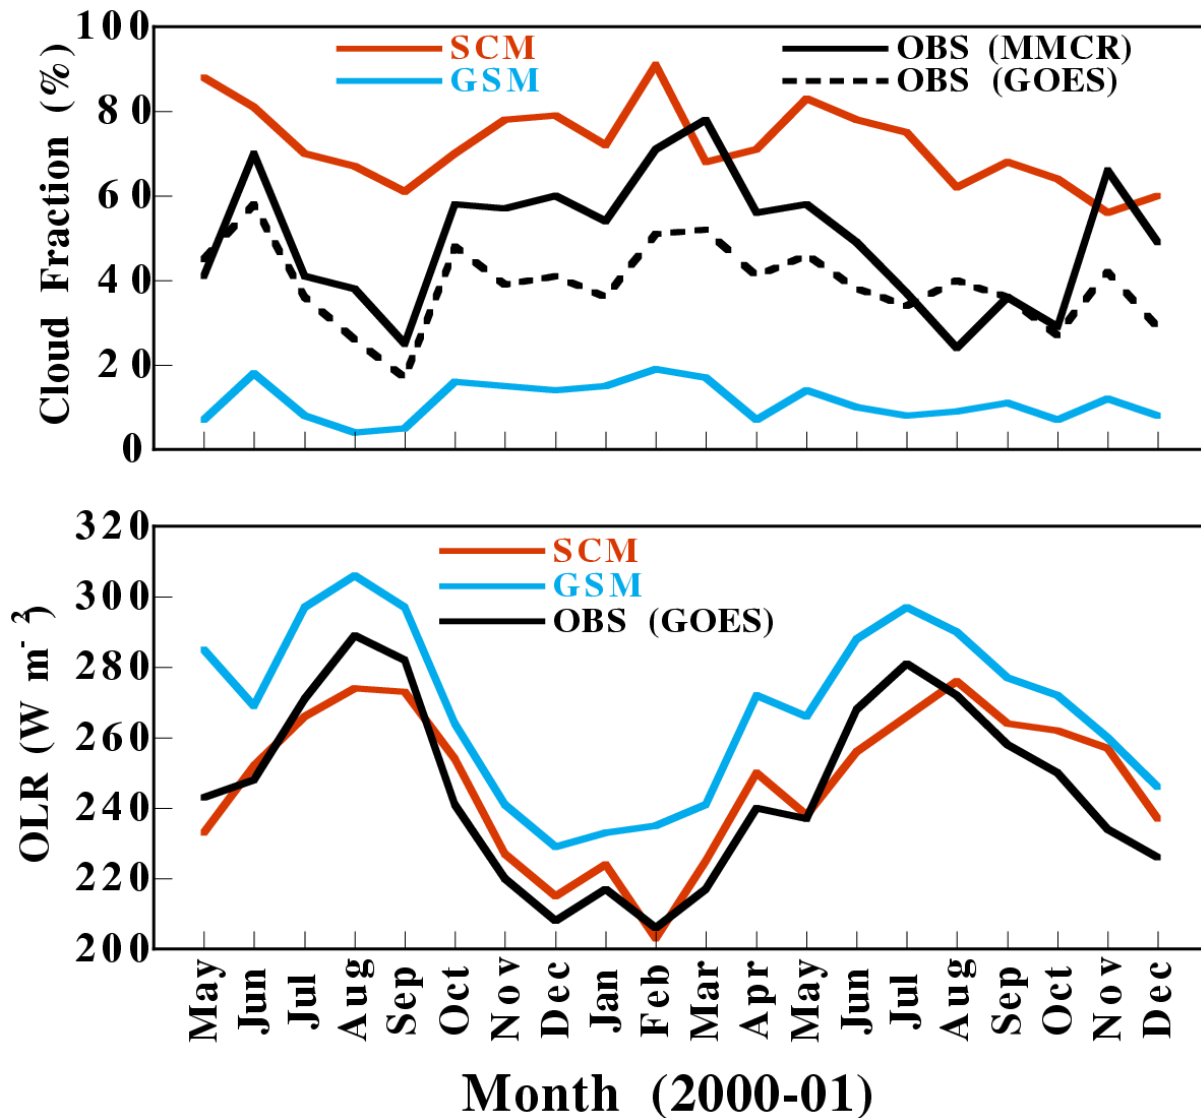 100
80
60
40
20
0
Cloud Fraction (%)
SCM
GSM
OBS (MMCR)
OBS (GOES)
320
300
280
260
240
220
200
OLR (W m- 2)
SCM
GSM
OBS (GOES)
May Jun Jul Aug Sep Oct Nov Dec Jan Feb Mar Apr May Jun Jul Aug Sep Oct Nov Dec
Month (2000-01)